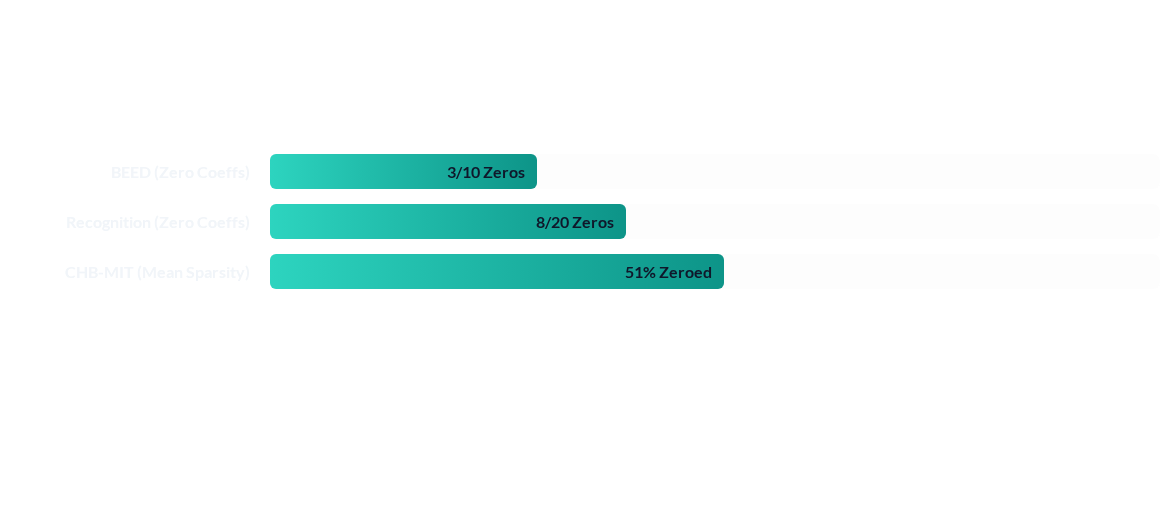 BEED (Zero Coeffs) 3/10 Zeros
Recognition (Zero Coeffs) 8/20 Zeros
CHB-MIT (Mean Sparsity) 51% Zeroed